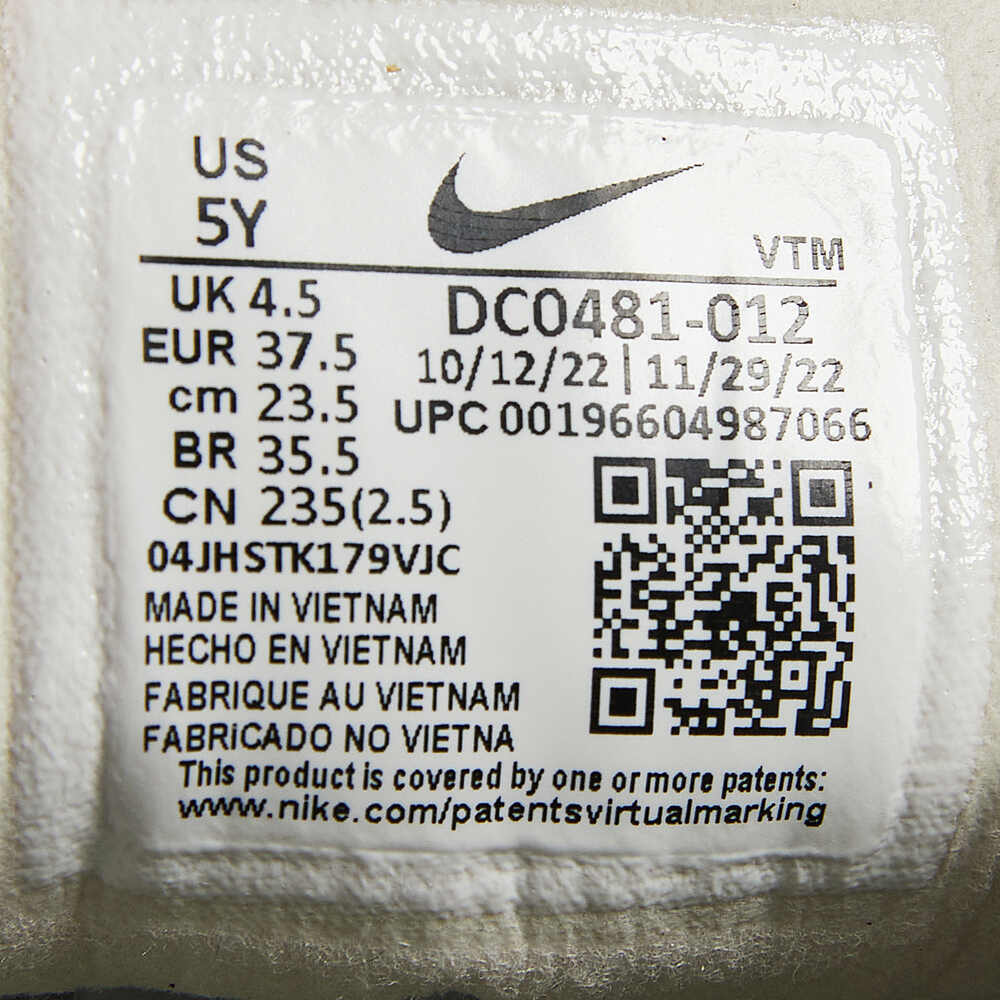 US
5Y
VTM
UK 4.5
EUR 37.5
cm 23.5
BR 35.5
CN 235(2.5)
DC0481-012
10/12/22 | 11/29/22
UPC 00196604987066
04JHSTK179VJC
MADE IN VIETNAM
HECHO EN VIETNAM
FABRIQUE AU VIETNAM
FABRiCADO NO VIETNA
This product is covered by one or more patents:
www.nike.com/patentsvirtualmarking